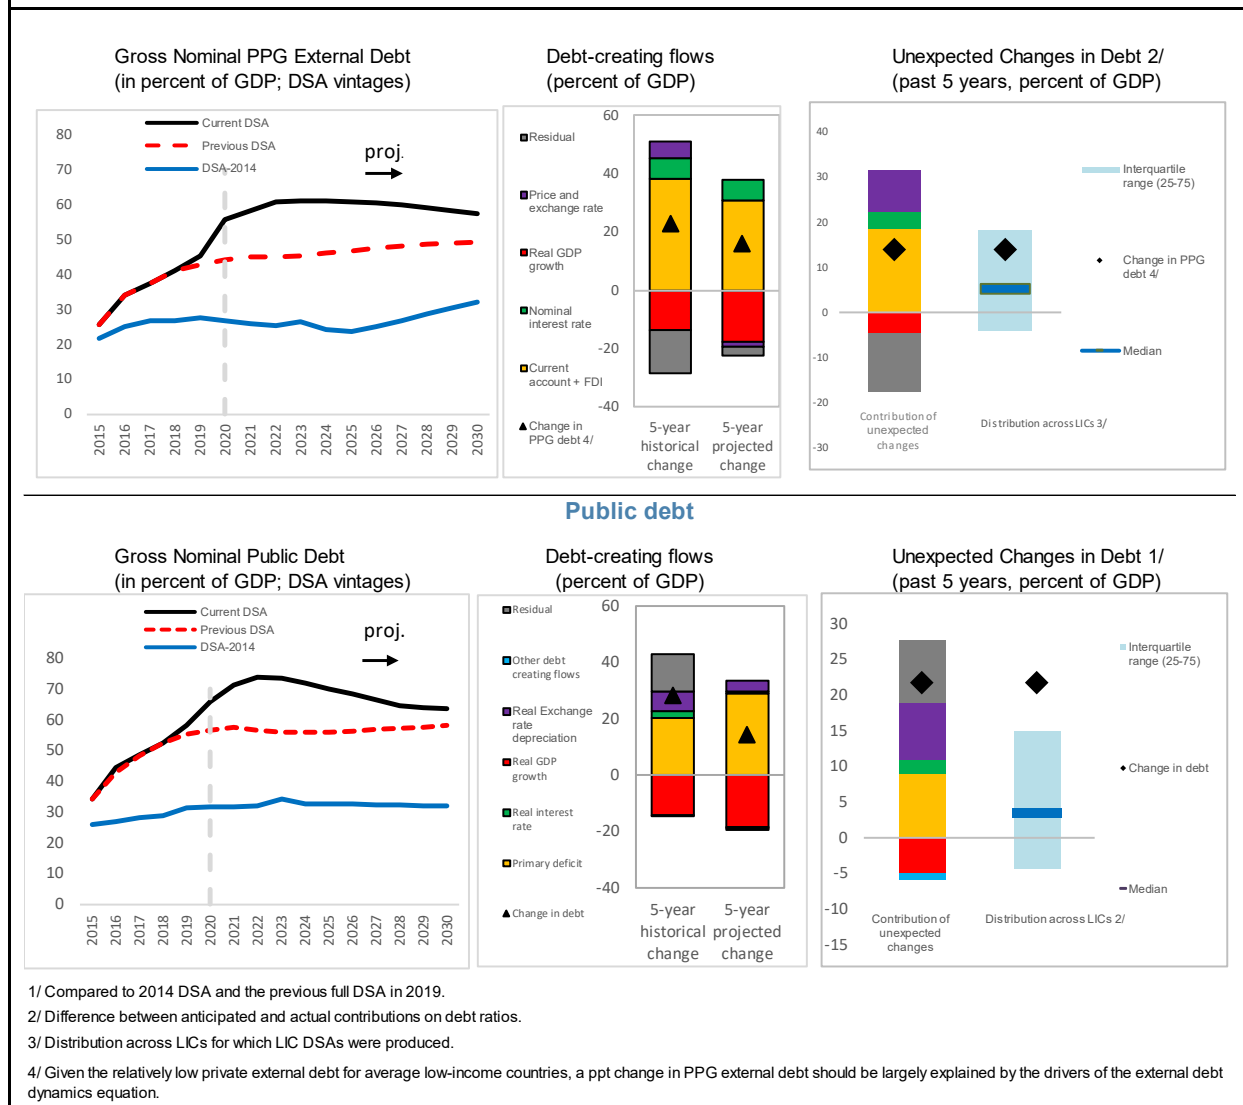 Gross Nominal PPG External Debt
(in percent of GDP; DSA vintages)
Current DSA
Previous DSA
DSA-2014
proj.
80
70
60
50
40
30
20
10
0
2015
2016
2017
2018
2019
2020
2021
2022
2023
2024
2025
2026
2027
2028
2029
2030
Debt-creating flows
(percent of GDP)
Residual
Price and
exchange rate
Real GDP
growth
Nominal
interest rate
Current
account + FDI
Change in
PPG debt 4/
60
40
20
0
-20
-40
5-year
historical
change
5-year
projected
change
Unexpected Changes in Debt 2/
(past 5 years, percent of GDP)
40
30
20
10
0
-10
-20
-30
Contribution of
unexpected
changes
Distribution across LICs 3/
Interquartile
range (25-75)
Change in PPG
debt 4/
Median
Public debt
Gross Nominal Public Debt
(in percent of GDP; DSA vintages)
Current DSA
Previous DSA
DSA-2014
proj.
80
70
60
50
40
30
20
10
0
2015
2016
2017
2018
2019
2020
2021
2022
2023
2024
2025
2026
2027
2028
2029
2030
Debt-creating flows
(percent of GDP)
Residual
Other debt
creating flows
Real Exchange
rate
depreciation
Real GDP
growth
Real interest
rate
Primary deficit
Change in debt
60
40
20
0
-20
-40
5-year
historical
change
5-year
projected
change
Unexpected Changes in Debt 1/
(past 5 years, percent of GDP)
30
25
20
15
10
5
0
-5
-10
-15
Contribution of
unexpected
changes
Distribution across LICs 2/
Interquartile
range (25-75)
Change in debt
Median
1/ Compared to 2014 DSA and the previous full DSA in 2019.
2/ Difference between anticipated and actual contributions on debt ratios.
3/ Distribution across LICs for which LIC DSAs were produced.
4/ Given the relatively low private external debt for average low-income countries, a ppt change in PPG external debt should be largely explained by the drivers of the external debt
dynamics equation.